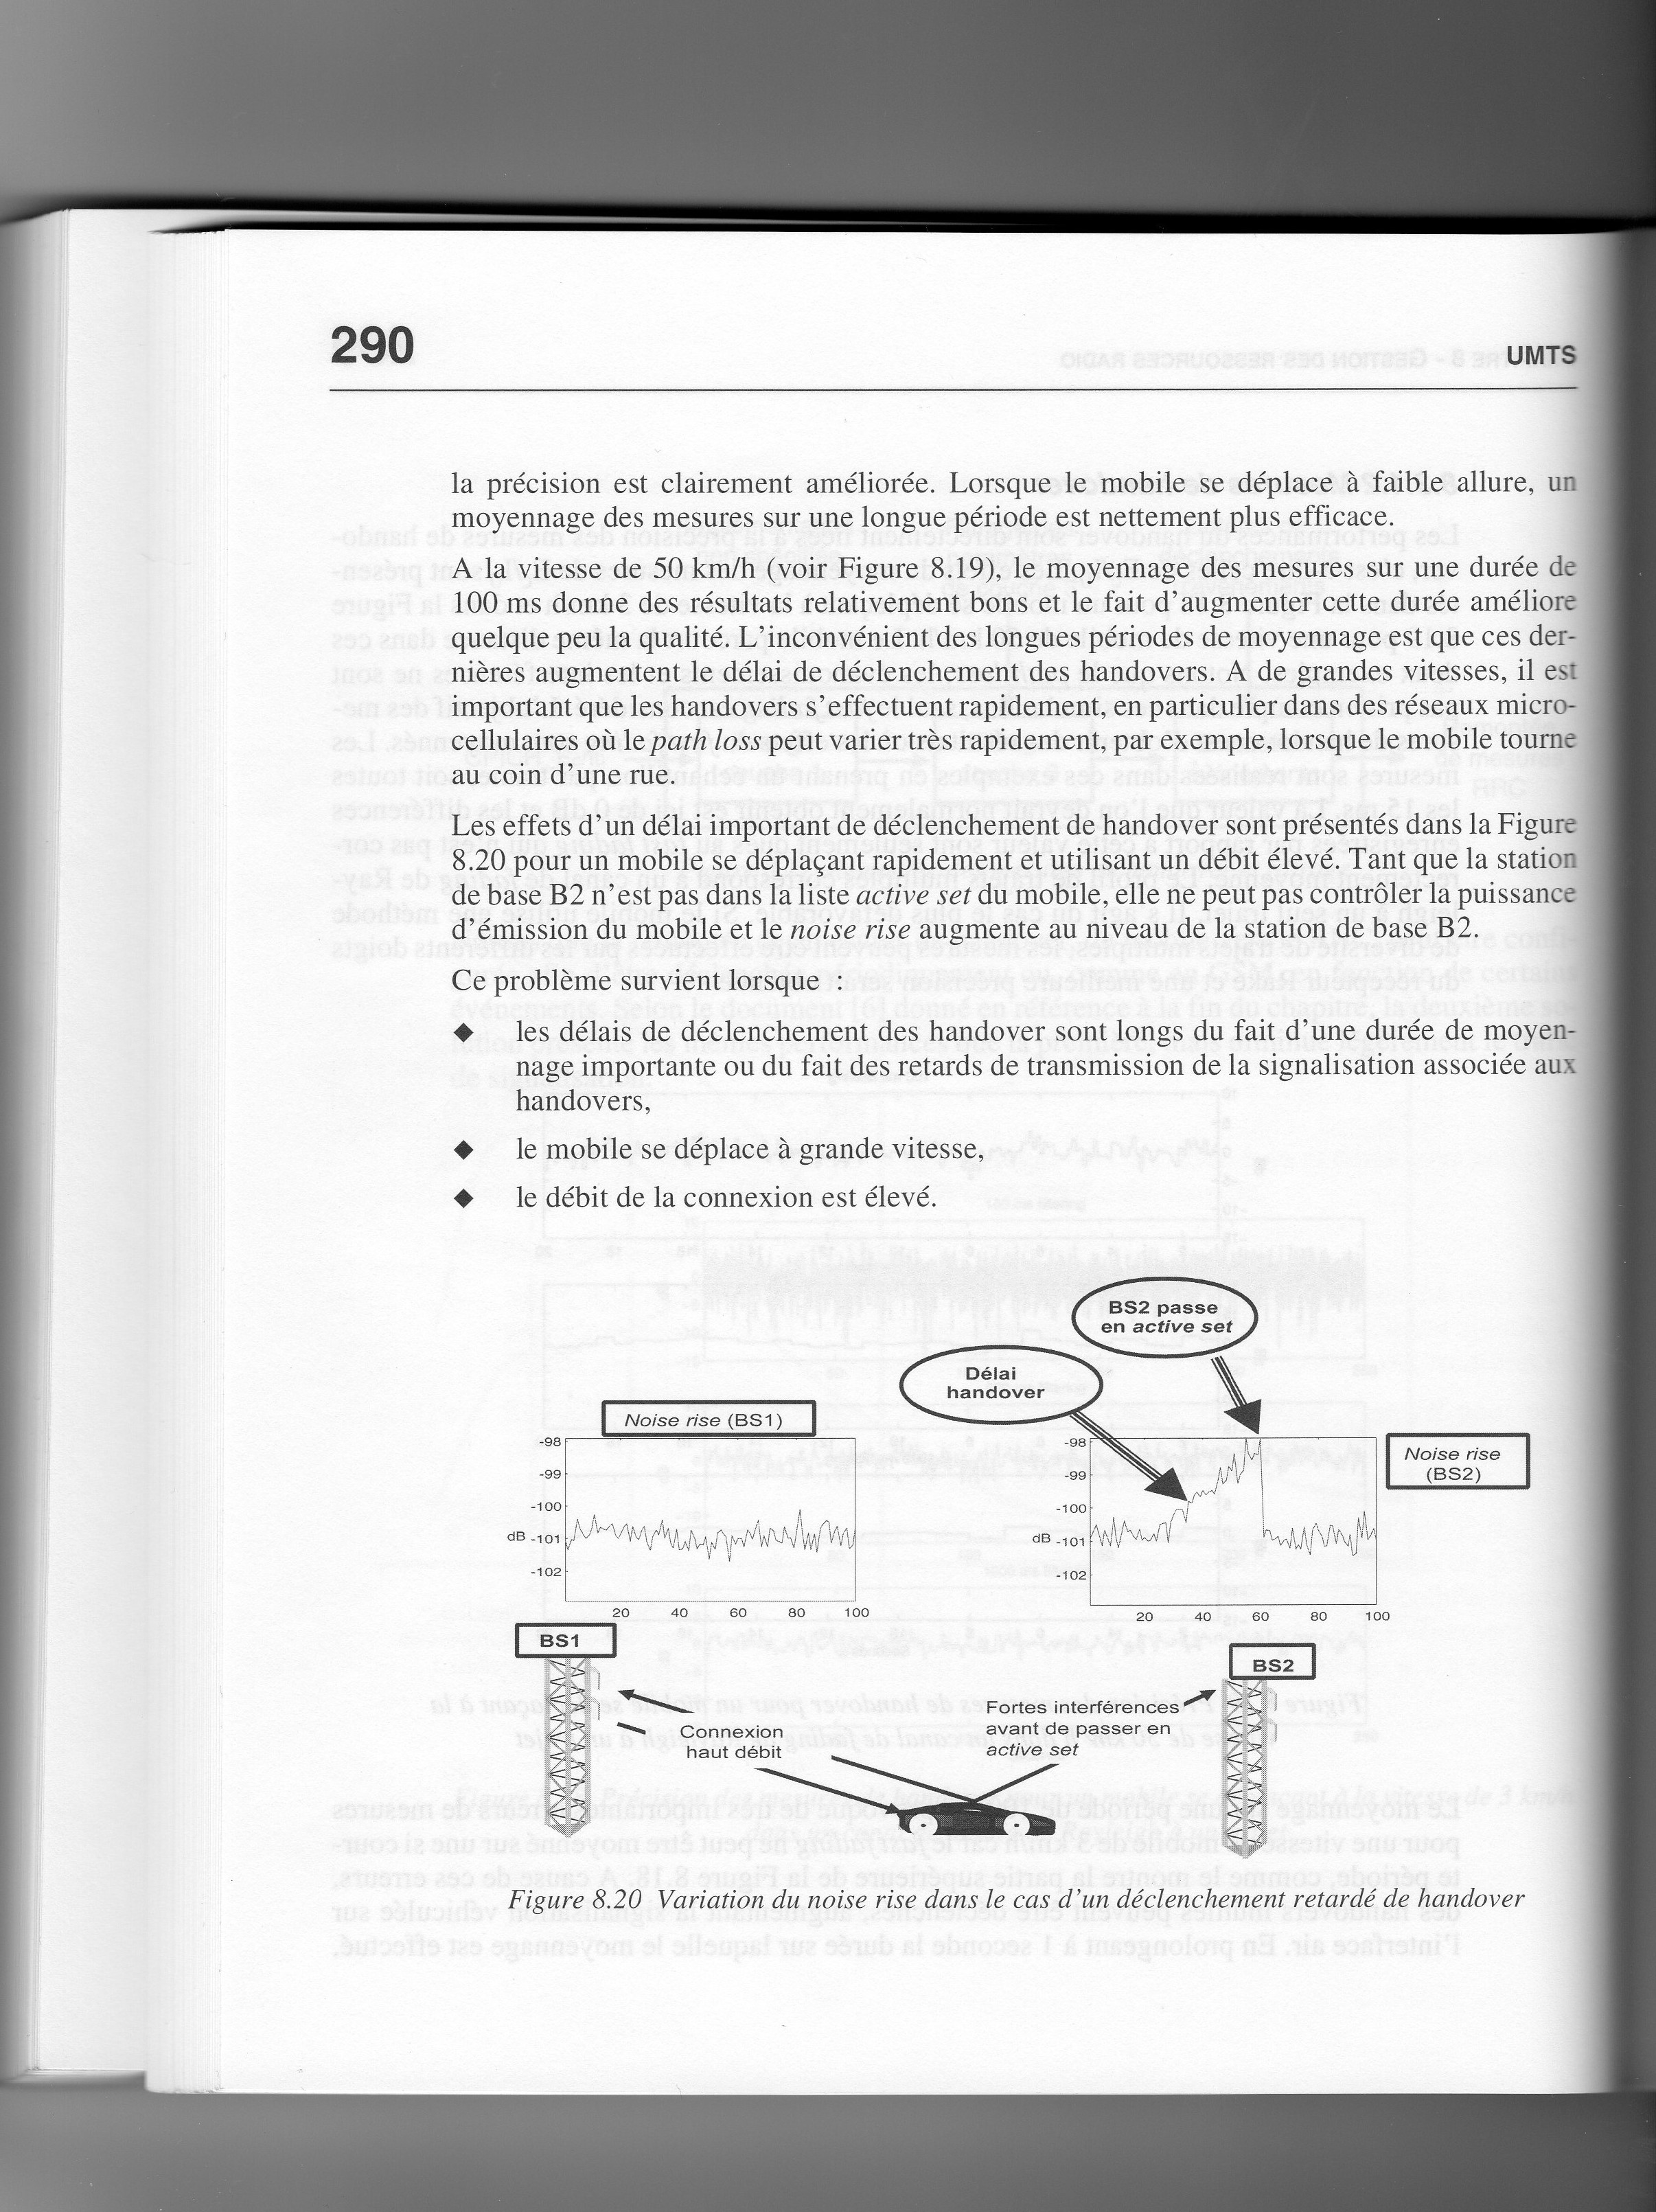 290
UMTS
la précision est clairement améliorée. Lorsque le mobile se déplace à faible allure, un
moyennage des mesures sur une longue période est nettement plus efficace.
A la vitesse de 50 km/h (voir Figure 8.19), le moyennage des mesures sur une durée de
100 ms donne des résultats relativement bons et le fait d'augmenter cette durée améliore
quelque peu la qualité. L'inconvénient des longues périodes de moyennage est que ces der-
nières augmentent le délai de déclenchement des handovers. A de grandes vitesses, il est
important que les handovers s'effectuent rapidement, en particulier dans des réseaux micro-
cellulaires où le path loss peut varier très rapidement, par exemple, lorsque le mobile tourne
au coin d'une rue.
Les effets d'un délai important de déclenchement de handover sont présentés dans la Figure
8.20 pour un mobile se déplaçant rapidement et utilisant un débit élevé. Tant que la station
de base B2 n'est pas dans la liste active set du mobile, elle ne peut pas contrôler la puissance
d'émission du mobile et le noise rise augmente au niveau de la station de base B2.
Ce problème survient lorsque :
◆ les délais de déclenchement des handover sont longs du fait d'une durée de moyen-
nage importante ou du fait des retards de transmission de la signalisation associée aux
handovers,
◆ le mobile se déplace à grande vitesse,
◆ le débit de la connexion est élevé.
BS2 passe
en active set
Délai
handover
Noise rise (BS1)
-98
-99
-100
dB -101
-102
20 40 60 80 100
-98
-99
-100
dB -101
-102
20 40 60 80 100
Noise rise
(BS2)
BS1
BS2
Connexion
haut débit
Fortes interférences
avant de passer en
active set
Figure 8.20 Variation du noise rise dans le cas d'un déclenchement retardé de handover